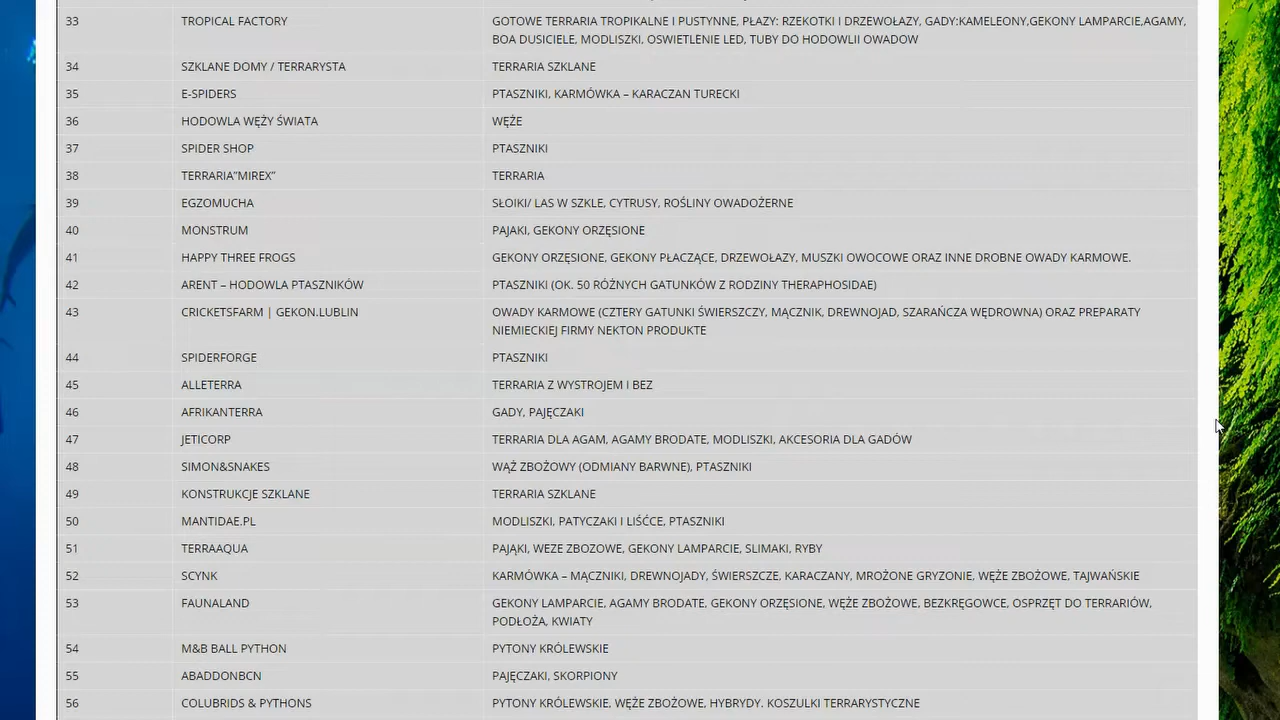 33 TROPICAL FACTORY GOTOWE TERRARIA TROPIKALNE I PUSTYNNE, PŁAZY: RZEKOTKI I DRZEWOŁAZY, GADY:KAMELEONY,GEKONY LAMPARCIE,AGAMY,
BOA DUSICIELE, MODLISZKI, OSWIETLENIE LED, TUBY DO HODOWLII OWADOW
34 SZKLANE DOMY / TERRARYSTA TERRARIA SZKLANE
35 E-SPIDERS PTASZNIKI, KARMÓWKA – KARACZAN TURECKI
36 HODOWLA WĘŻY ŚWIATA WĘŻE
37 SPIDER SHOP PTASZNIKI
38 TERRARIA”MIREX” TERRARIA
39 EGZOMUCHA SŁOIKI/ LAS W SZKLE, CYTRUSY, ROŚLINY OWADOŻERNE
40 MONSTRUM PAJAKI, GEKONY ORZĘSIONE
41 HAPPY THREE FROGS GEKONY ORZĘSIONE, GEKONY PŁACZĄCE, DRZEWOŁAZY, MUSZKI OWOCOWE ORAZ INNE DROBNE OWADY KARMOWE.
42 ARENT – HODOWLA PTASZNIKÓW PTASZNIKI (OK. 50 RÓŻNYCH GATUNKÓW Z RODZINY THERAPHOSIDAE)
43 CRICKETSFARM | GEKON.LUBLIN OWADY KARMOWE (CZTERY GATUNKI ŚWIERSZCZY, MĄCZNIK, DREWNOJAD, SZARAŃCZA WĘDROWNA) ORAZ PREPARATY
NIEMIECKIEJ FIRMY NEKTON PRODUKTE
44 SPIDERFORGE PTASZNIKI
45 ALLETERRA TERRARIA Z WYSTROJEM I BEZ
46 AFRIKANTERRA GADY, PAJĘCZAKI
47 JETICORP TERRARIA DLA AGAM, AGAMY BRODATE, MODLISZKI, AKCESORIA DLA GADÓW
48 SIMON&SNAKES WĄŻ ZBOŻOWY (ODMIANY BARWNE), PTASZNIKI
49 KONSTRUKCJE SZKLANE TERRARIA SZKLANE
50 MANTIDAE.PL MODLISZKI, PATYCZAKI I LIŚĆCE, PTASZNIKI
51 TERRAAQUA PAJĄKI, WEZE ZBOZOWE, GEKONY LAMPARCIE, SLIMAKI, RYBY
52 SCYNK KARMÓWKA – MĄCZNIKI, DREWNOJADY, ŚWIERSZCZE, KARACZANY, MROŻONE GRYZONIE, WĘŻE ZBOŻOWE, TAJWAŃSKIE
53 FAUNALAND GEKONY LAMPARCIE, AGAMY BRODATE, GEKONY ORZĘSIONE, WĘŻE ZBOŻOWE, BEZKRĘGOWCE, OSPRZĘT DO TERRARIÓW,
PODŁOŻA, KWIATY
54 M&B BALL PYTHON PYTONY KRÓLEWSKIE
55 ABADDONBCN PAJĘCZAKI, SKORPIONY
56 COLUBRIDS & PYTHONS PYTONY KRÓLEWSKIE, WĘŻE ZBOŻOWE, HYBRYDY. KOSZULKI TERRARYSTYCZNE